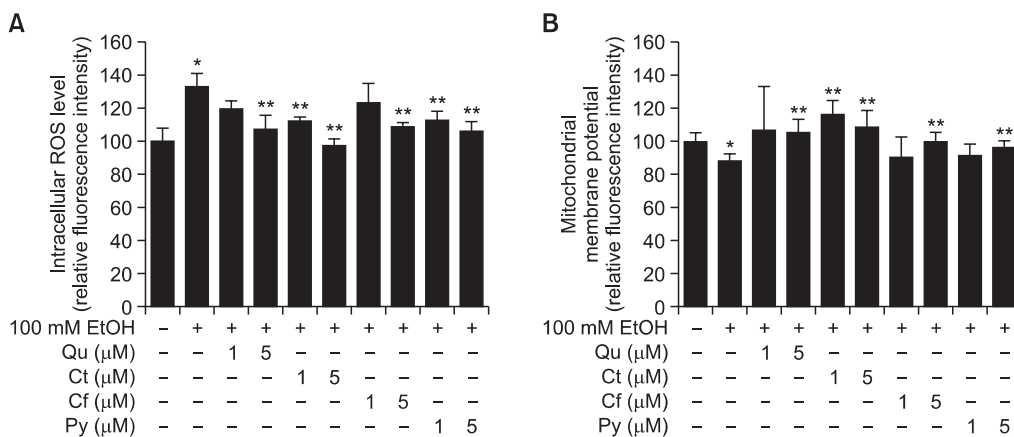 A
Intracellular ROS level
(relative fluorescence intensity)
160
140
120
100
80
60
40
20
0
* ** ** ** ** ** **
100 mM EtOH – + + + + + + + + +
Qu (μM) – – 1 5 – – – – – –
Ct (μM) – – – – 1 5 – – – –
Cf (μM) – – – – – – 1 5 – –
Py (μM) – – – – – – – – 1 5
B
Mitochondrial
membrane potential
(relative fluorescence intensity)
160
140
120
100
80
60
40
20
0
* ** ** ** ** **
100 mM EtOH – + + + + + + + + +
Qu (μM) – – 1 5 – – – – – –
Ct (μM) – – – – 1 5 – – – –
Cf (μM) – – – – – – 1 5 – –
Py (μM) – – – – – – – – 1 5